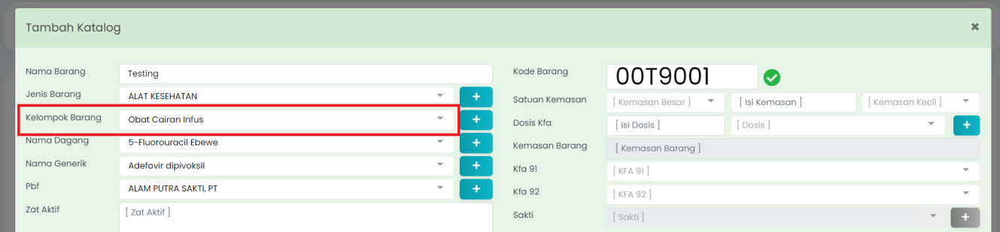 Tambah Katalog
Nama Barang Testing
Jenis Barang ALAT KESEHATAN
Kelompok Barang Obat Cairan Infus
Nama Dagang 5-Fluorouracil Ebewe
Nama Generik Adefovir dipivoksil
Pbf ALAM PUTRA SAKTI, PT
Zat Aktif [ Zat Aktif ]
Kode Barang 00T9001
Satuan Kemasan [ Kemasan Besar ] [ Isi Kemasan ] [ Kemasan Kecil ]
Dosis Kfa [ Isi Dosis ] [ Dosis ]
Kemasan Barang [ Kemasan Barang ]
Kfa 91 [ KFA 91 ]
Kfa 92 [ KFA 92 ]
Sakti [ Sakti ]